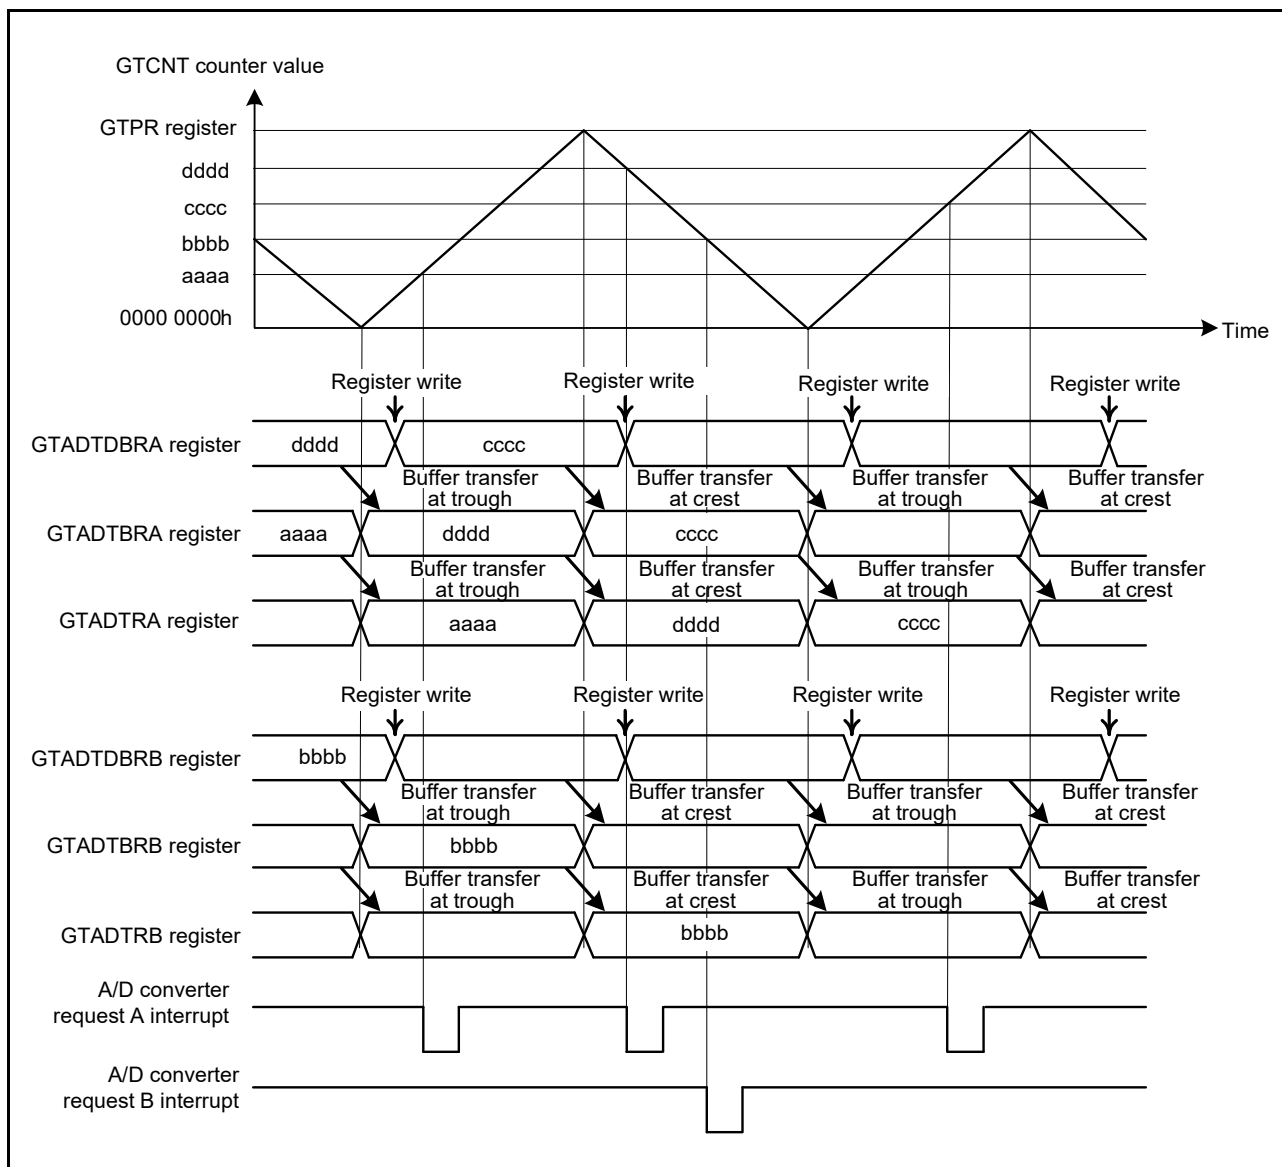 GTCNT counter value
GTPR register
dddd
cccc
bbbb
aaaa
0000 0000h
Time
Register write Register write Register write Register write
GTADTDBRA register dddd cccc
Buffer transfer Buffer transfer Buffer transfer Buffer transfer
at trough at crest at trough at crest
GTADTBRA register aaaa dddd cccc
Buffer transfer Buffer transfer Buffer transfer Buffer transfer
at trough at crest at trough at crest
GTADTRA register aaaa dddd cccc
Register write Register write Register write Register write
GTADTDBRB register bbbb
Buffer transfer Buffer transfer Buffer transfer Buffer transfer
at trough at crest at trough at crest
GTADTBRB register bbbb
Buffer transfer Buffer transfer Buffer transfer Buffer transfer
at trough at crest at trough at crest
GTADTRB register bbbb
A/D converter
request A interrupt
A/D converter
request B interrupt